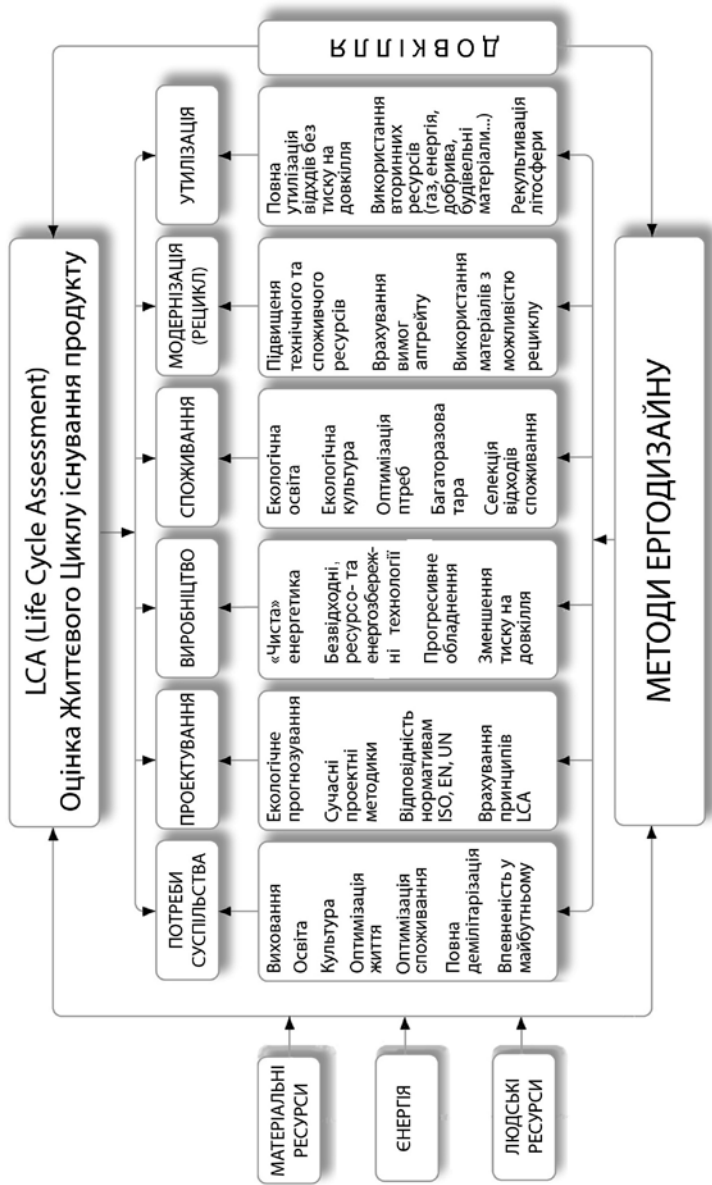 LCA (Life Cycle Assessment)
Оцінка Життєвого Циклу існування продукту
ПОТРЕБИ
СУСПІЛЬСТВА
ПРОЕКТУВАННЯ
ВИРОБНІЦТВО
СПОЖИВАННЯ
МОДЕРНІЗАЦІЯ
(РЕЦИКЛ)
УТИЛІЗАЦІЯ
МАТЕРІАЛЬНІ
РЕСУРСИ
ЄНЕРГІЯ
ЛЮДСЬКІ
РЕСУРСИ
Виховання
Освіта
Культура
Оптимізація
життя
Оптимізація
споживання
Повна
демілітарізація
Впевненість у
майбутньому
Екологічне
прогнозування
Сучасні
проектні
методики
Відповідність
нормативам
ISO, EN, UN
Врахування
принципів
LCA
«Чиста»
енергетика
Безвідходні,
ресурсо- та
енергозбереж-
ні технології
Прогресивне
обладнення
Зменшення
тиску на
довкілля
Екологічна
освіта
Екологічна
культура
Оптимізація
птреб
Багаторазова
тара
Селекція
відходів
споживання
Підвищеня
технічного та
споживчого
ресурсів
Врахування
вимог
апгрейту
Використання
матеріалів з
можливістю
рециклу
Повна
утилізація
відхдів без
тиску на
довкілля
Використання
вторинних
ресурсів
(газ, енергія,
добрива,
будівельні
матеріали...)
Рекультивація
літосфери
ДОВКІЛЛЯ
МЕТОДИ ЕРГОДИЗАЙНУ